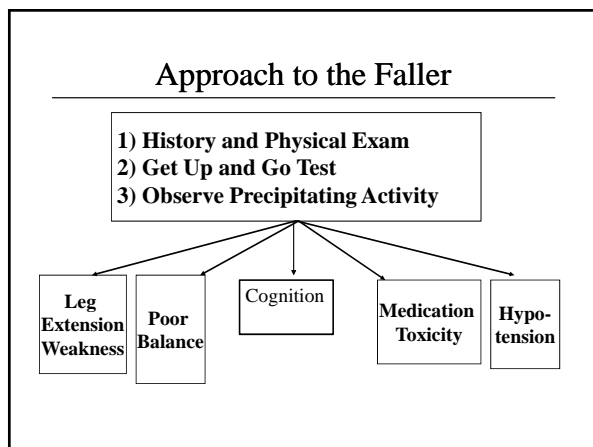 Approach to the Faller
1) History and Physical Exam
2) Get Up and Go Test
3) Observe Precipitating Activity
Leg
Extension
Weakness
Poor
Balance
Cognition
Medication
Toxicity
Hypo-
tension